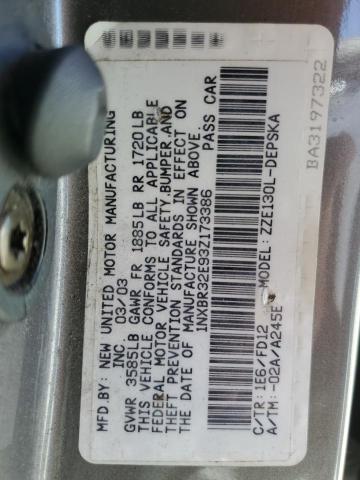 MFD.BY: NEW UNITED MOTOR MANUFACTURING
INC. 03/03
GVWR 3585LB GAWR FR 1885LB RR 1720LB
THIS VEHICLE CONFORMS TO ALL APPLICABLE
FEDERAL MOTOR VEHICLE SAFETY,BUMPER,AND
THEFT PREVENTION STANDARDS IN EFFECT ON
THE DATE OF MANUFACTURE SHOWN ABOVE.
1NXBR32E93Z173386 PASS CAR
C/TR: 1E6/FD12 MODEL: ZZE130L-DEPSKA
A/TM: -02A/A245E
BA3197322